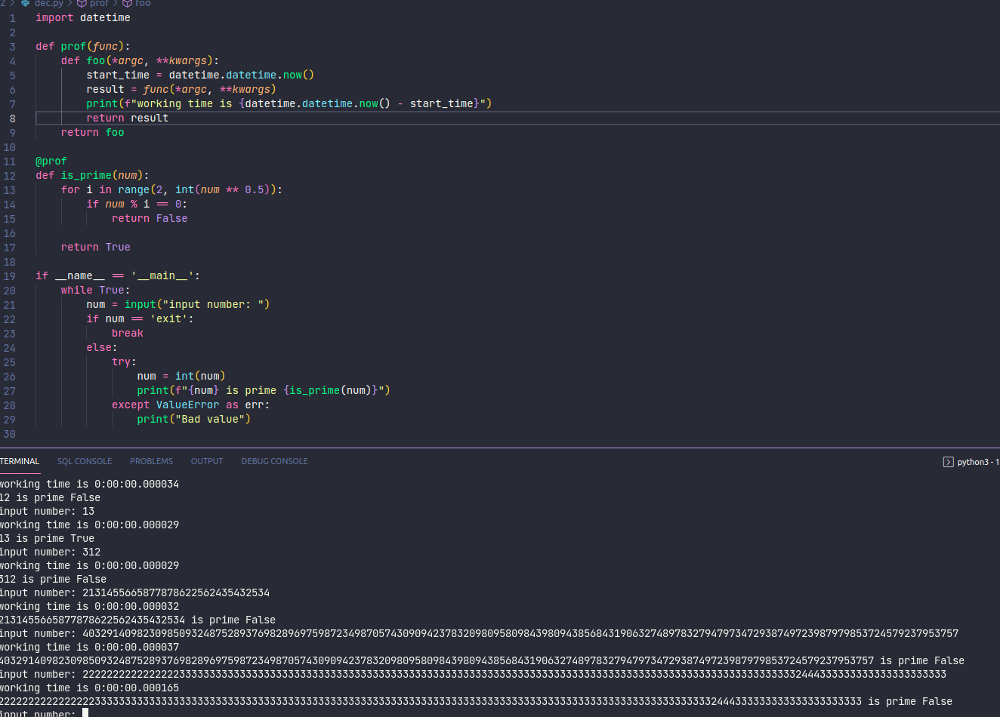 2 > dec.py > prof > foo
1 import datetime
2
3 def prof(func):
4 def foo(*argc, **kwargs):
5 start_time = datetime.datetime.now()
6 result = func(*argc, **kwargs)
7 print(f"working time is {datetime.datetime.now() - start_time}")
8 return result
9 return foo
10
11 @prof
12 def is_prime(num):
13 for i in range(2, int(num ** 0.5)):
14 if num % i == 0:
15 return False
16
17 return True
18
19 if __name__ == '__main__':
20 while True:
21 num = input("input number: ")
22 if num == 'exit':
23 break
24 else:
25 try:
26 num = int(num)
27 print(f"{num} is prime {is_prime(num)}")
28 except ValueError as err:
29 print("Bad value")
30
TERMINAL SQL CONSOLE PROBLEMS OUTPUT DEBUG CONSOLE python3 - 1
working time is 0:00:00.000034
12 is prime False
input number: 13
working time is 0:00:00.000029
13 is prime True
input number: 312
working time is 0:00:00.000029
312 is prime False
input number: 2131455665877878622562435432534
working time is 0:00:00.000032
2131455665877878622562435432534 is prime False
input number:
working time is 0:00:00.000037
is prime False
input number:
working time is 0:00:00.000165
is prime False
input number: